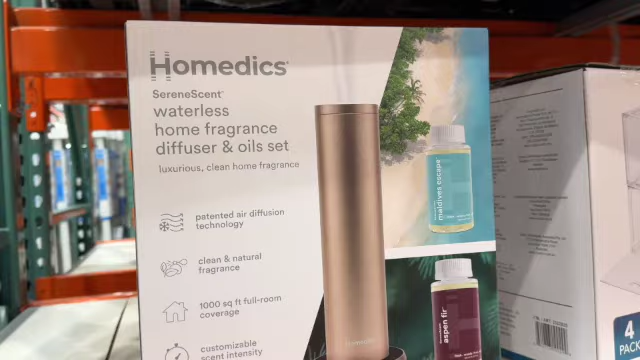 Homedics
SereneScent
waterless
home fragrance
diffuser & oils set
luxurious, clean home fragrance
patented air diffusion
technology
clean & natural
fragrance
1000 sq ft full-room
coverage
customizable
scent intensity
maldives escape
aspen fir
4
PACK